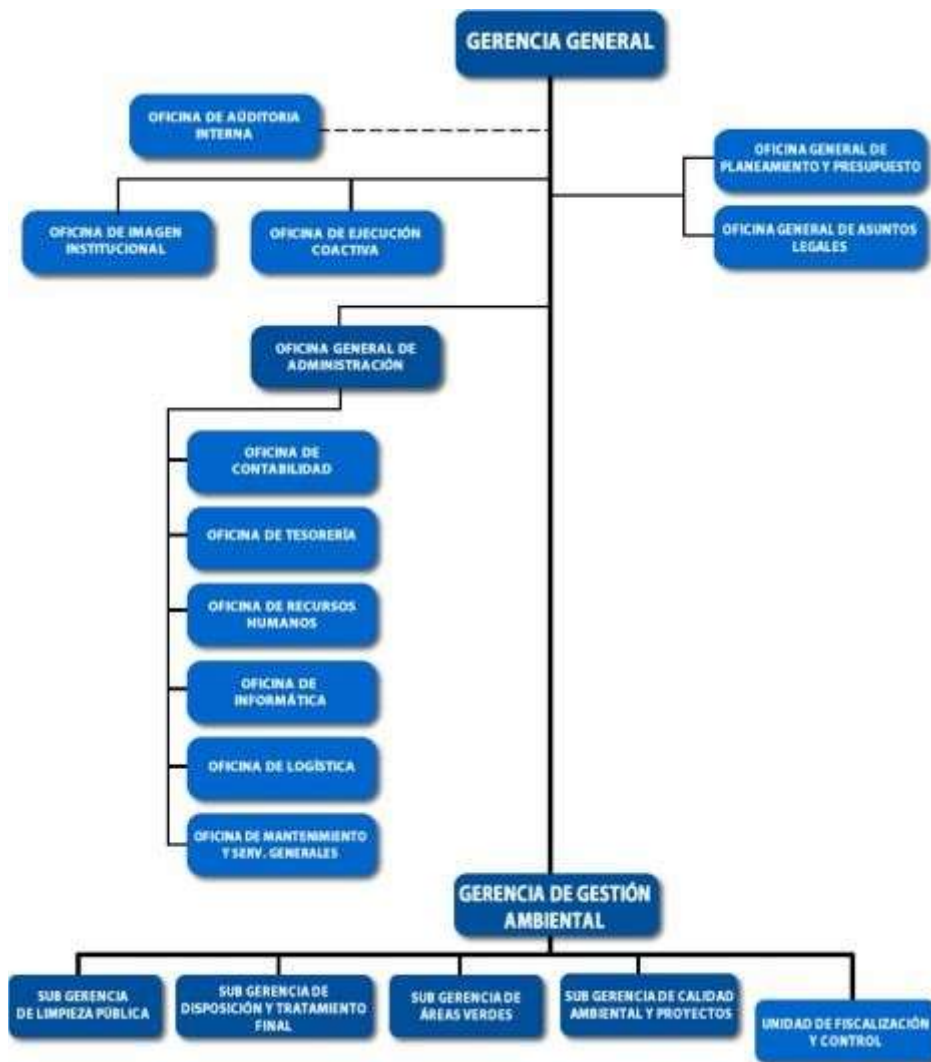 GERENCIA GENERAL
OFICINA DE AÚDITORIA
INTERNA
OFICINA GENERAL DE
PLANEAMIENTO Y PRESUPUESTO
OFICINA DE IMAGEN
INSTITUCIONAL
OFICINA DE EJECUCIÓN
COACTIVA
OFICINA GENERAL DE ASUNTOS
LEGALES
OFICINA GENERAL DE
ADMINISTRACIÓN
OFICINA DE
CONTABILIDAD
OFICINA DE TESORERÍA
OFICINA DE RECURSOS
HUMANOS
OFICINA DE
INFORMÁTICA
OFICINA DE LOGÍSTICA
OFICINA DE MANTENIMIENTO
Y SERV. GENERALES
GERENCIA DE GESTIÓN
AMBIENTAL
SUB GERENCIA
DE LIMPIEZA PÚBLICA
SUB GERENCIA DE
DISPOSICIÓN Y TRATAMIENTO
FINAL
SUB GERENCIA DE
ÁREAS VERDES
SUB GERENCIA DE CALIDAD
AMBIENTAL Y PROYECTOS
UNIDAD DE FISCALIZACIÓN
Y CONTROL